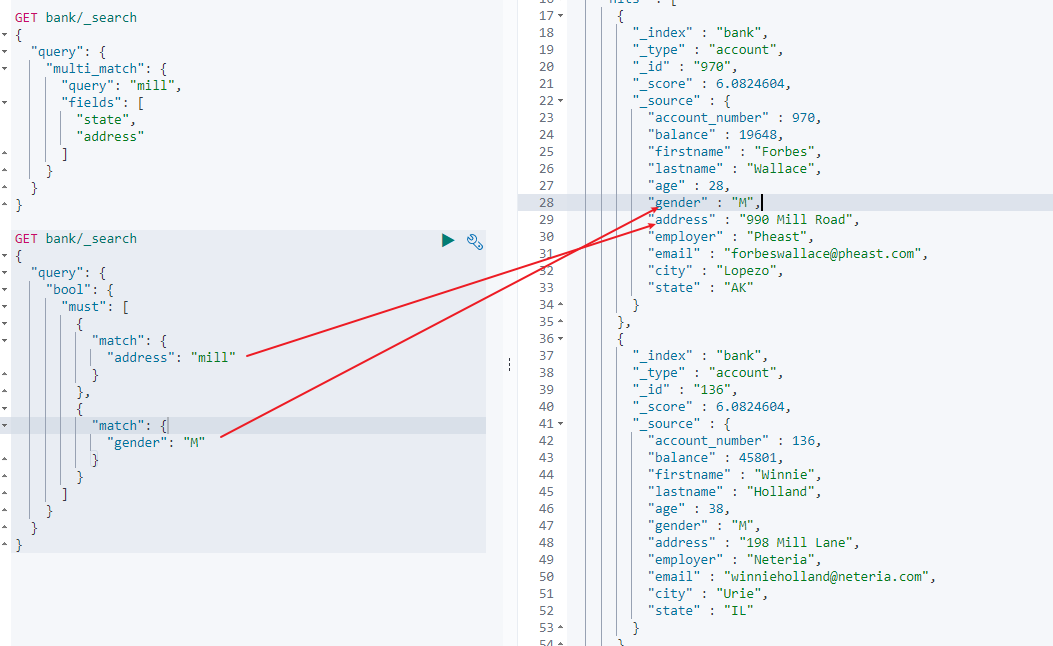 GET bank/_search
{
  "query": {
    "multi_match": {
      "query": "mill",
      "fields": [
        "state",
        "address"
      ]
    }
  }
}
GET bank/_search
{
  "query": {
    "bool": {
      "must": [
        {
          "match": {
            "address": "mill"
          }
        },
        {
          "match": {
            "gender": "M"
          }
        }
      ]
    }
  }
}
16 "hits" : [
17 {
18 "_index" : "bank",
19 "_type" : "account",
20 "_id" : "970",
21 "_score" : 6.0824604,
22 "_source" : {
23 "account_number" : 970,
24 "balance" : 19648,
25 "firstname" : "Forbes",
26 "lastname" : "Wallace",
27 "age" : 28,
28 "gender" : "M",
29 "address" : "990 Mill Road",
30 "employer" : "Pheast",
31 "email" : "forbeswallace@pheast.com",
32 "city" : "Lopezo",
33 "state" : "AK"
34 }
35 },
36 {
37 "_index" : "bank",
38 "_type" : "account",
39 "_id" : "136",
40 "_score" : 6.0824604,
41 "_source" : {
42 "account_number" : 136,
43 "balance" : 45801,
44 "firstname" : "Winnie",
45 "lastname" : "Holland",
46 "age" : 38,
47 "gender" : "M",
48 "address" : "198 Mill Lane",
49 "employer" : "Neteria",
50 "email" : "winnieholland@neteria.com",
51 "city" : "Urie",
52 "state" : "IL"
53 }
54 }